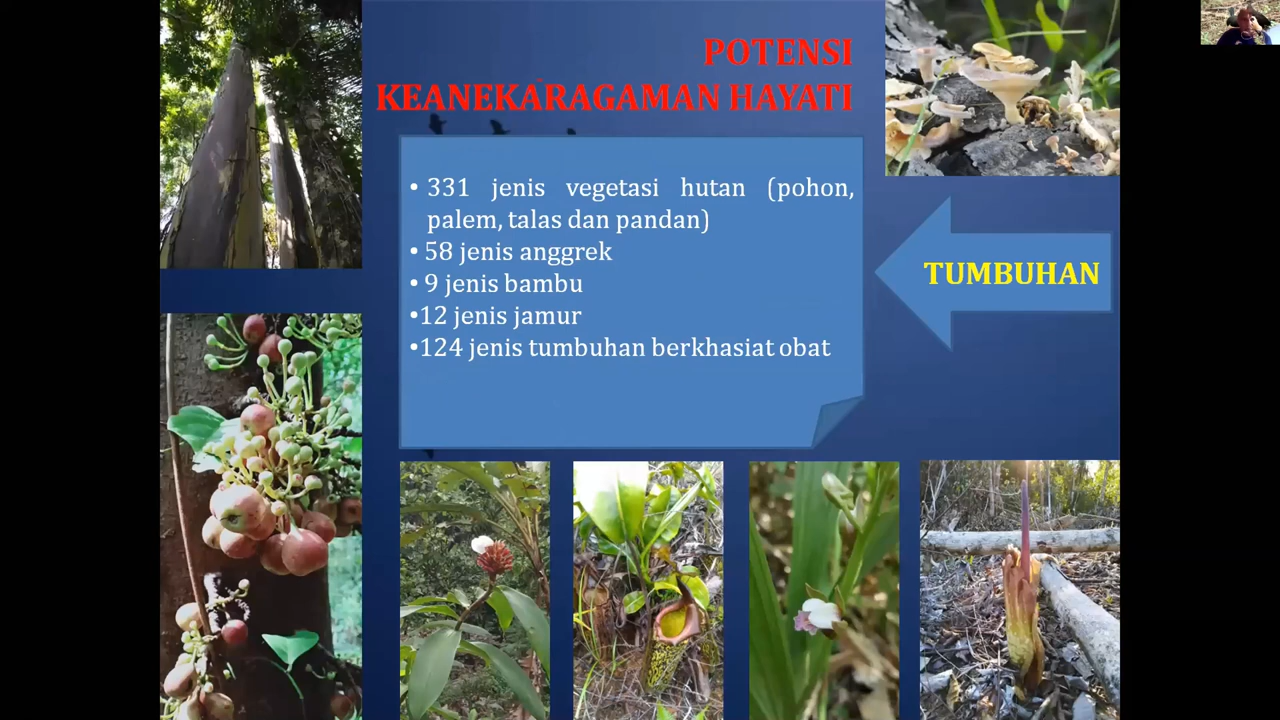 POTENSI
KEANEKARAGAMAN HAYATI
• 331 jenis vegetasi hutan (pohon,
palem, talas dan pandan)
• 58 jenis anggrek
• 9 jenis bambu
•12 jenis jamur
•124 jenis tumbuhan berkhasiat obat
TUMBUHAN